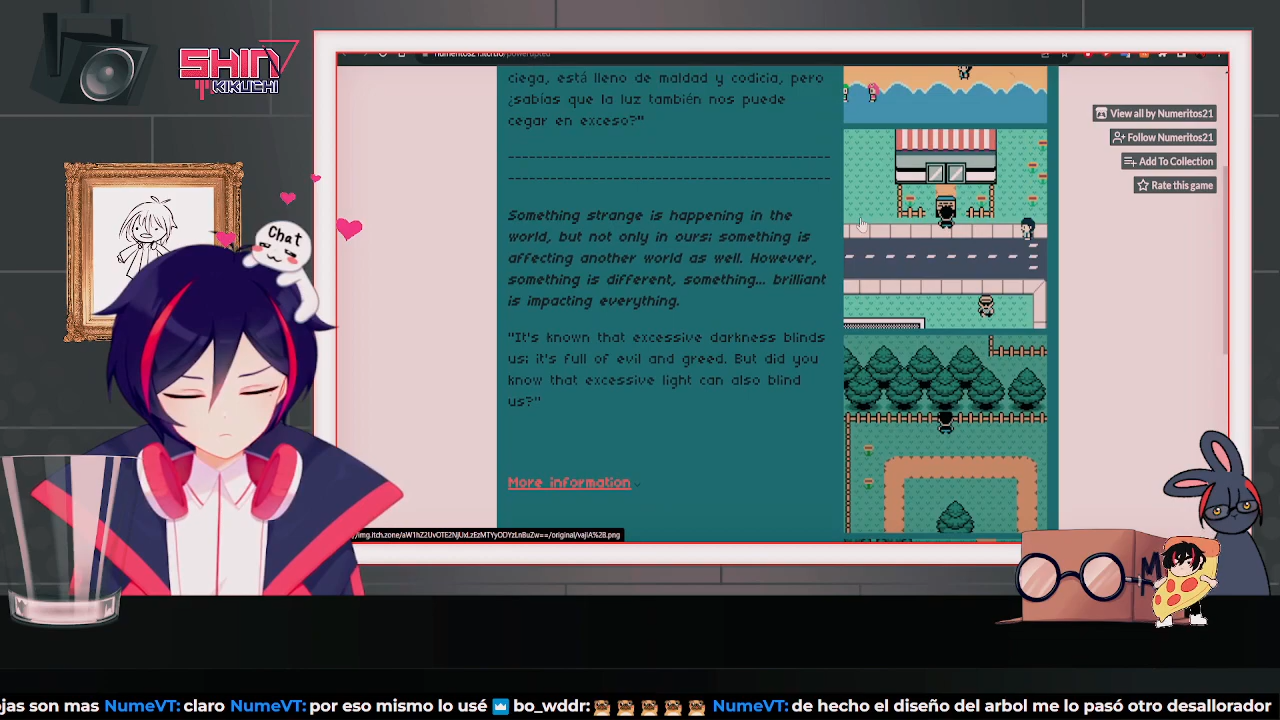 SHIN
KIKUCHI
Chat
ciega, está lleno de maldad y codicia, pero
¿sabías que la luz también nos puede
cegar en exceso?"
Something strange is happening in the
world, but not only in ours; something is
affecting another world as well. However,
something is different, something... brilliant
is impacting everything.
"It's known that excessive darkness blinds
us; it's full of evil and greed. But did you
know that excessive light can also blind
us?"
More information
View all by Numeritos21
Follow Numeritos21
Add To Collection
Rate this game
ojas son mas NumeVT: claro NumeVT: por eso mismo lo usé bo_wddr: NumeVT: de hecho el diseño del arbol me lo pasó otro desallorador